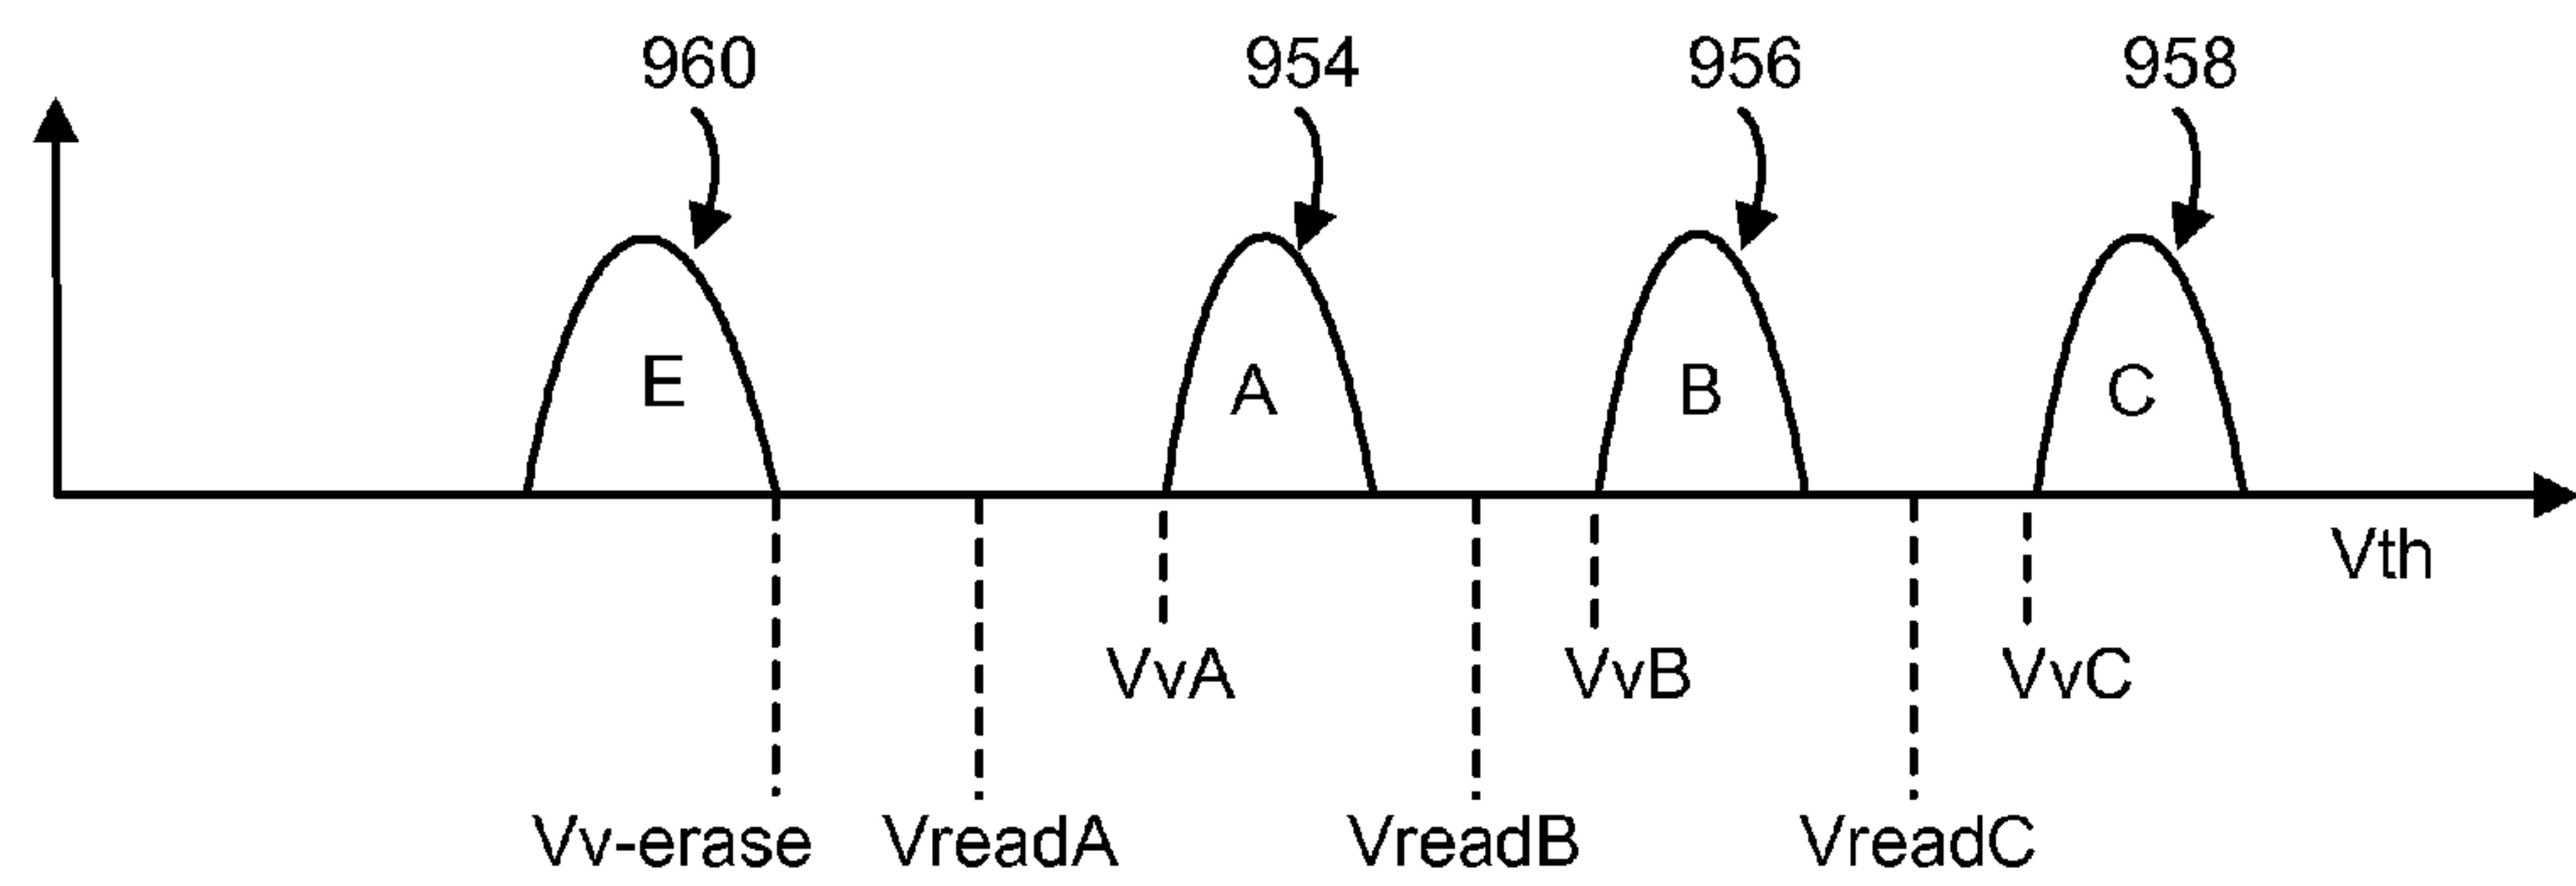 960 954 956 958
E A B C
Vth
VvA VvB VvC
Vv-erase VreadA VreadB VreadC